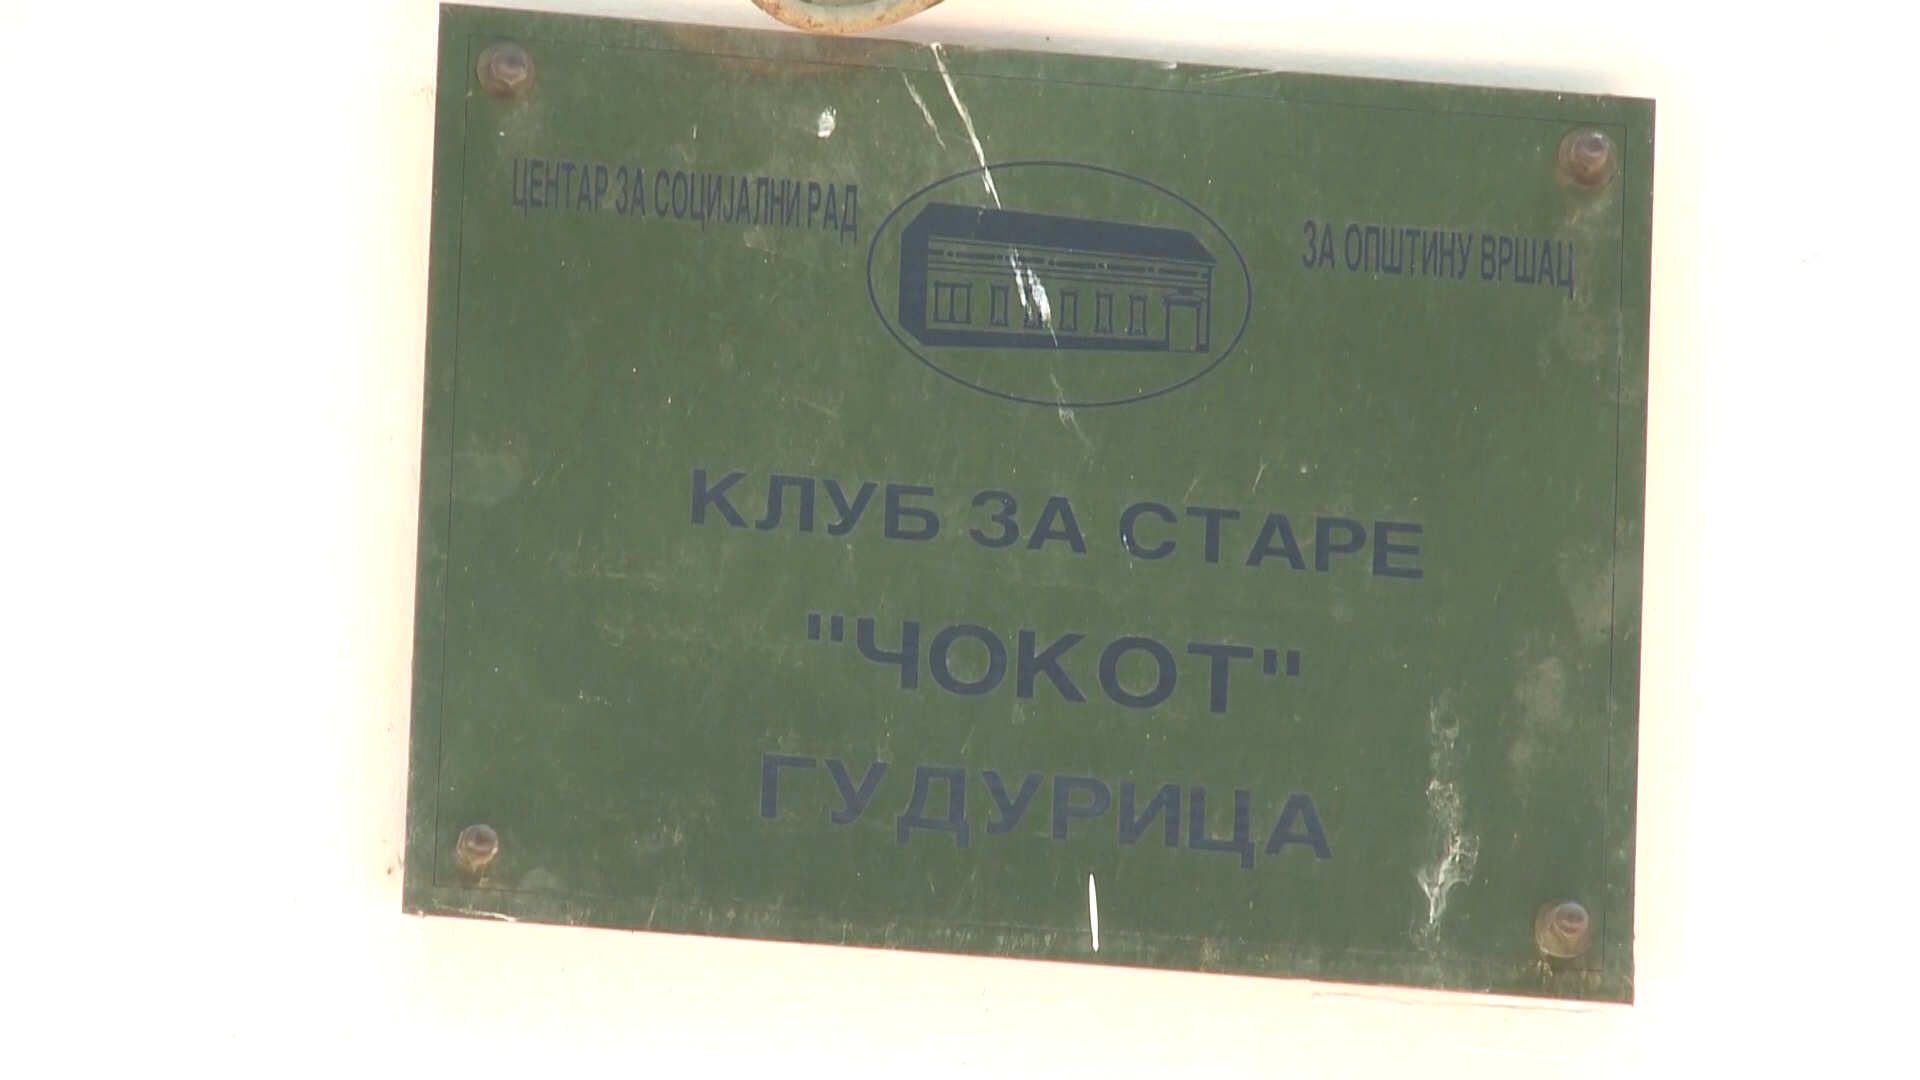 ЦЕНТАР ЗА СОЦИЈАЛНИ РАД ЗА ОПШТИНУ ВРШАЦ
КЛУБ ЗА СТАРЕ
"ЧОКОТ"
ГУДУРИЦА